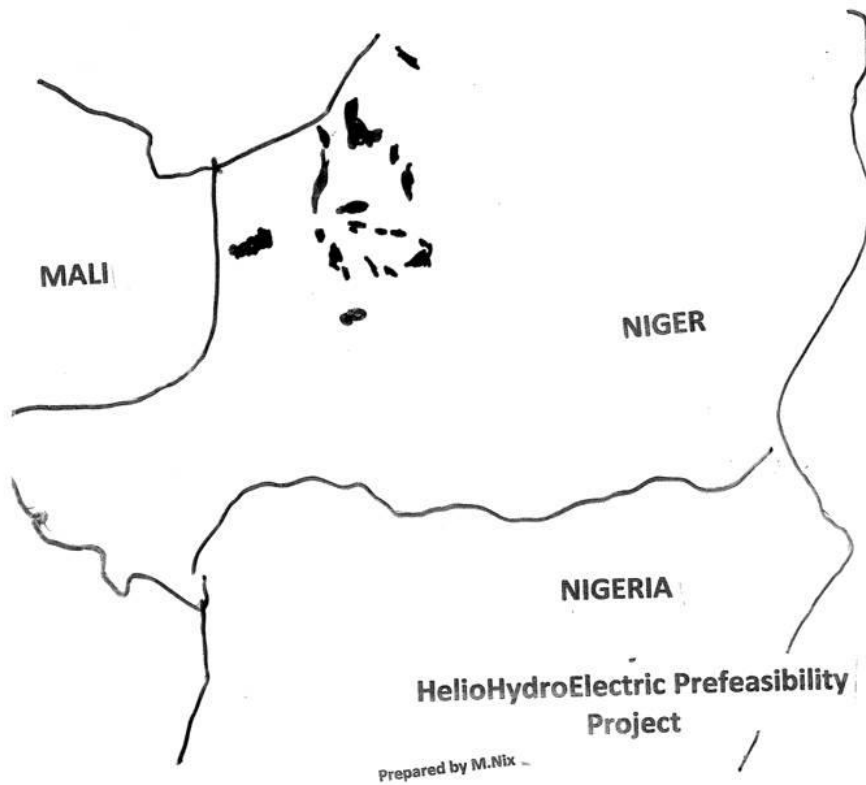 MALI
NIGER
NIGERIA
HelioHydroElectric Prefeasibility
Project
Prepared by M.Nix